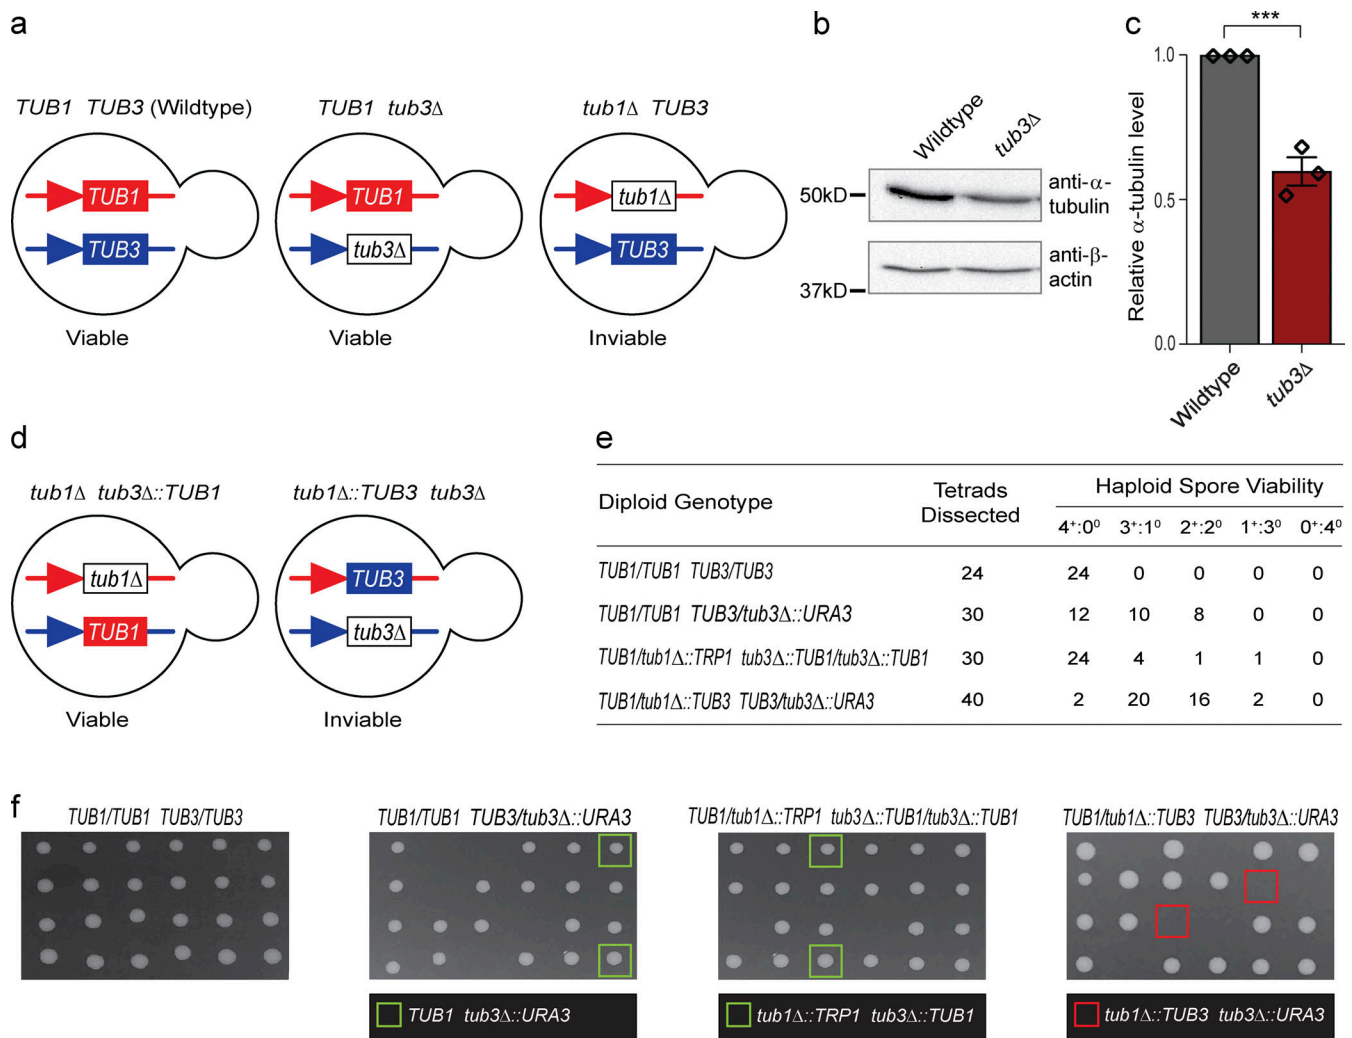 a
TUB1 TUB3 (Wildtype)
TUB1 tub3Δ
tub1Δ TUB3
TUB1
TUB3
Viable
TUB1
tub3Δ
Viable
tub1Δ
TUB3
Inviable
b
Wildtype
tub3Δ
50kD
37kD
anti-α-
tubulin
anti-β-
actin
c
***
Relative α-tubulin level
1.0
0.5
0.0
Wildtype
tub3Δ
d
tub1Δ tub3Δ::TUB1
tub1Δ::TUB3 tub3Δ
tub1Δ
TUB1
Viable
TUB3
tub3Δ
Inviable
e
Diploid Genotype
Tetrads
Dissected
Haploid Spore Viability
4⁺:0⁰ 3⁺:1⁰ 2⁺:2⁰ 1⁺:3⁰ 0⁺:4⁰
TUB1/TUB1 TUB3/TUB3 24 24 0 0 0 0
TUB1/TUB1 TUB3/tub3Δ::URA3 30 12 10 8 0 0
TUB1/tub1Δ::TRP1 tub3Δ::TUB1/tub3Δ::TUB1 30 24 4 1 1 0
TUB1/tub1Δ::TUB3 TUB3/tub3Δ::URA3 40 2 20 16 2 0
f
TUB1/TUB1 TUB3/TUB3
TUB1/TUB1 TUB3/tub3Δ::URA3
TUB1/tub1Δ::TRP1 tub3Δ::TUB1/tub3Δ::TUB1
TUB1/tub1Δ::TUB3 TUB3/tub3Δ::URA3
TUB1 tub3Δ::URA3
tub1Δ::TRP1 tub3Δ::TUB1
tub1Δ::TUB3 tub3Δ::URA3